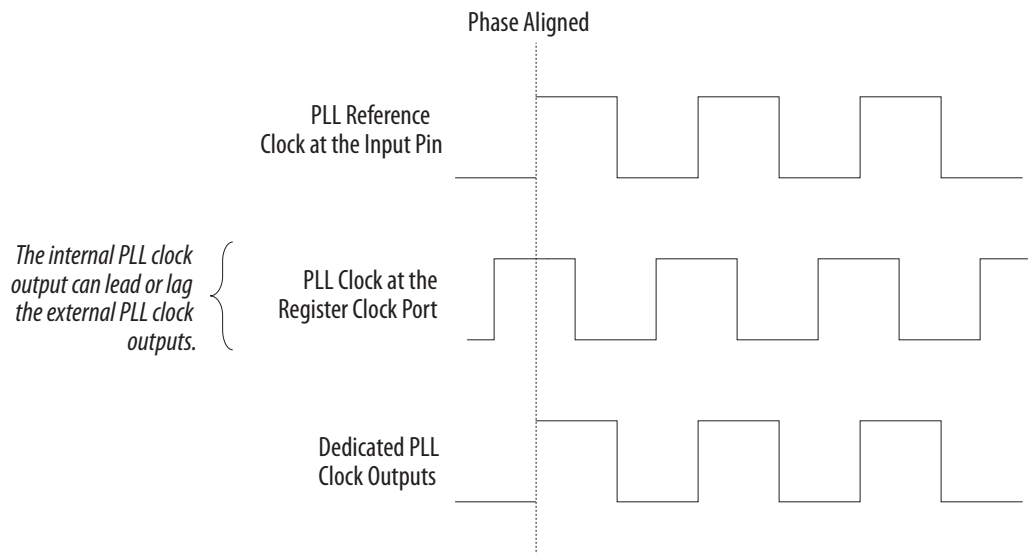 Phase Aligned
PLL Reference
Clock at the Input Pin
The internal PLL clock
output can lead or lag
the external PLL clock
outputs.
PLL Clock at the
Register Clock Port
Dedicated PLL
Clock Outputs